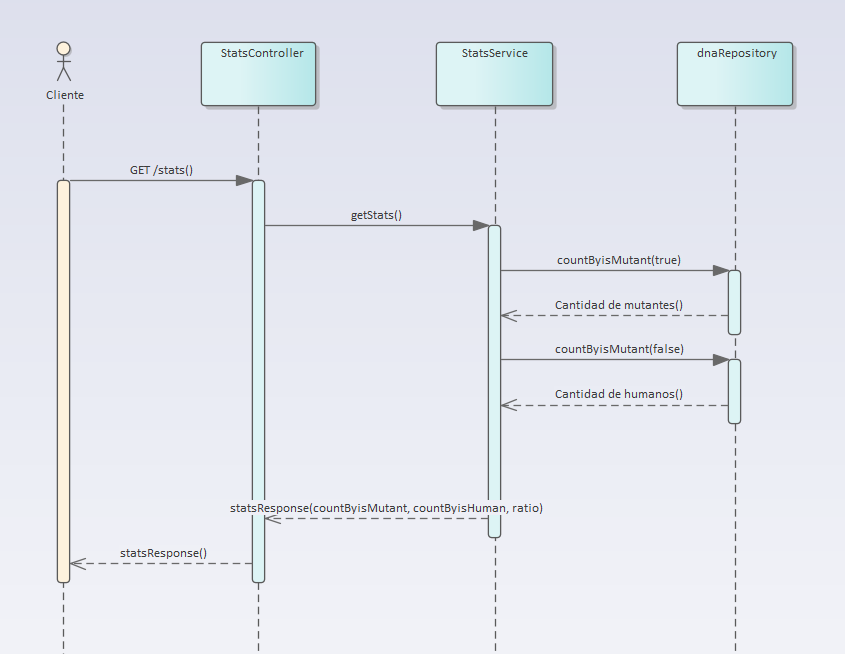 StatsController
StatsService
dnaRepository
Cliente
GET /stats()
getStats()
countByisMutant(true)
Cantidad de mutantes()
countByisMutant(false)
Cantidad de humanos()
statsResponse(countByisMutant, countByisHuman, ratio)
statsResponse()